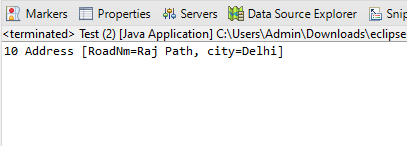 Markers Properties Servers Data Source Explorer
<terminated> Test (2) [Java Application] C:\Users\Admin\Downloads\eclipse
10 Address [RoadNm=Raj Path, city=Delhi]